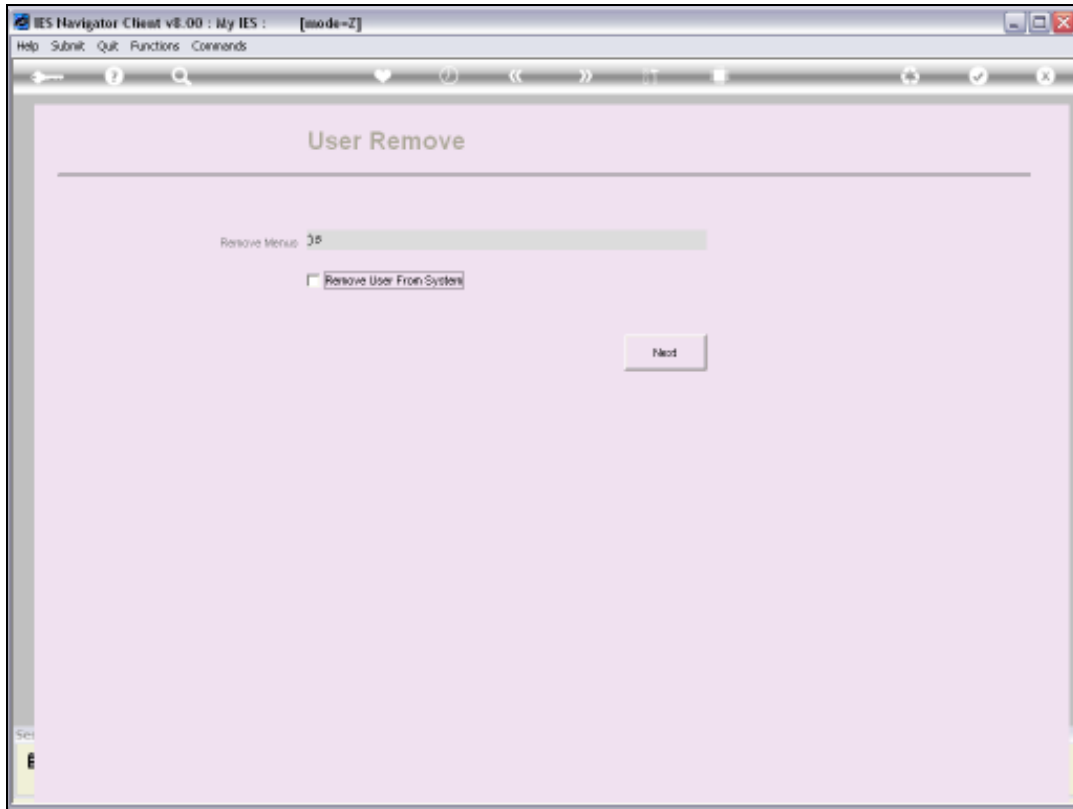 IES Navigator Client v8.00 : My IES : [mode=Z]
Help Submit Quit Functions Commands
User Remove
Remove Menus
Remove User From System
Next